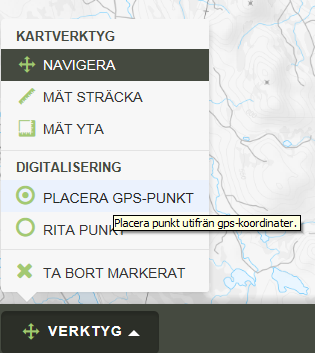 KARTVERKTYG
NAVIGERA
MÄT STRÄCKA
MÄT YTA
DIGITALISERING
PLACERA GPS-PUNKT
Placera punkt utifrån gps-koordinater.
RITA PUNKT
TA BORT MARKERAT
VERKTYG